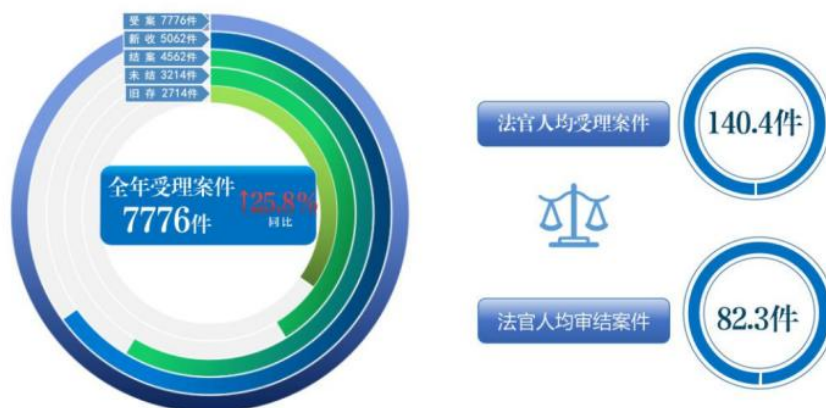 受案 7776件
新收 5062件
结案 4562件
未结 3214件
旧存 2714件
全年受理案件
7776件
↑25.8%
同比
法官人均受理案件
140.4件
法官人均审结案件
82.3件